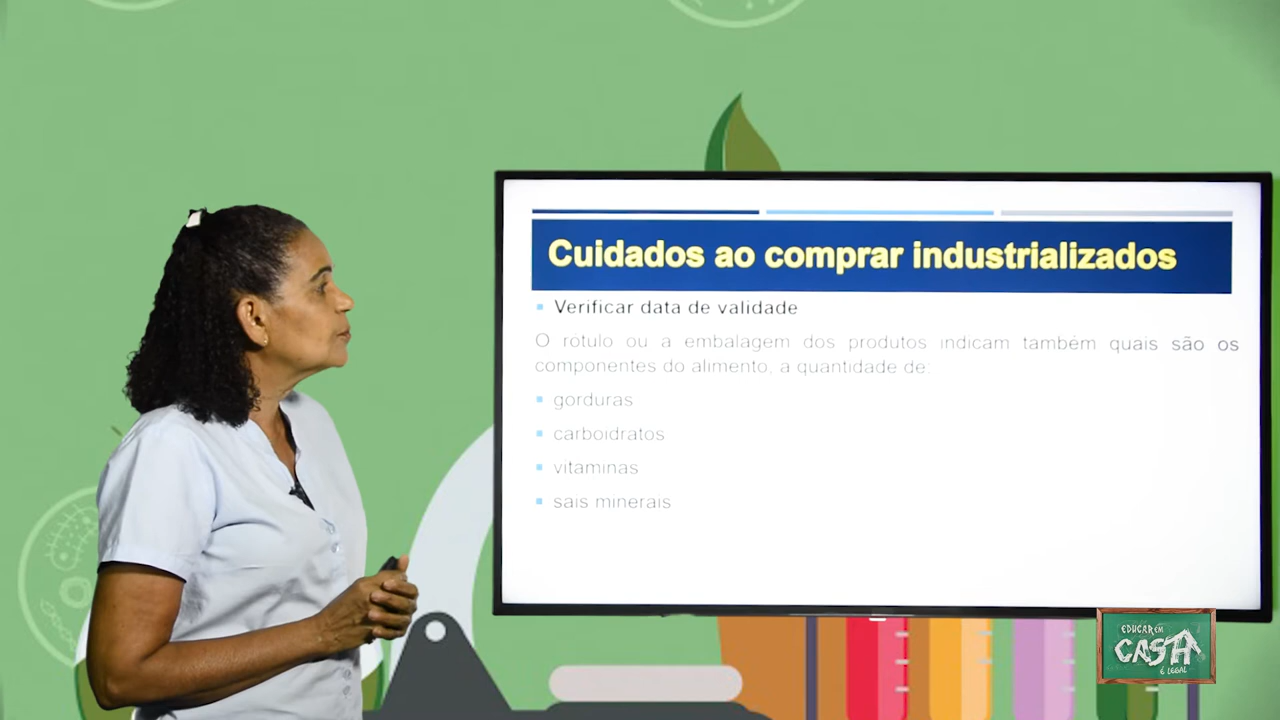 Cuidados ao comprar industrializados
Verificar data de validade
O rótulo ou a embalagem dos produtos indicam também quais são os
componentes do alimento, a quantidade de:
gorduras
carboidratos
vitaminas
sais minerais
EDUCAR EM
CASA
É LEGAL